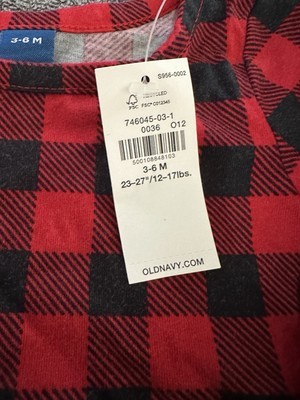 3-6 M
S956-0002
RECYCLED
FSC
FSC® C012345
746045-03-1
0036 O12
500108848103
3-6 M
23–27"/12–17lbs.
OLDNAVY.COM